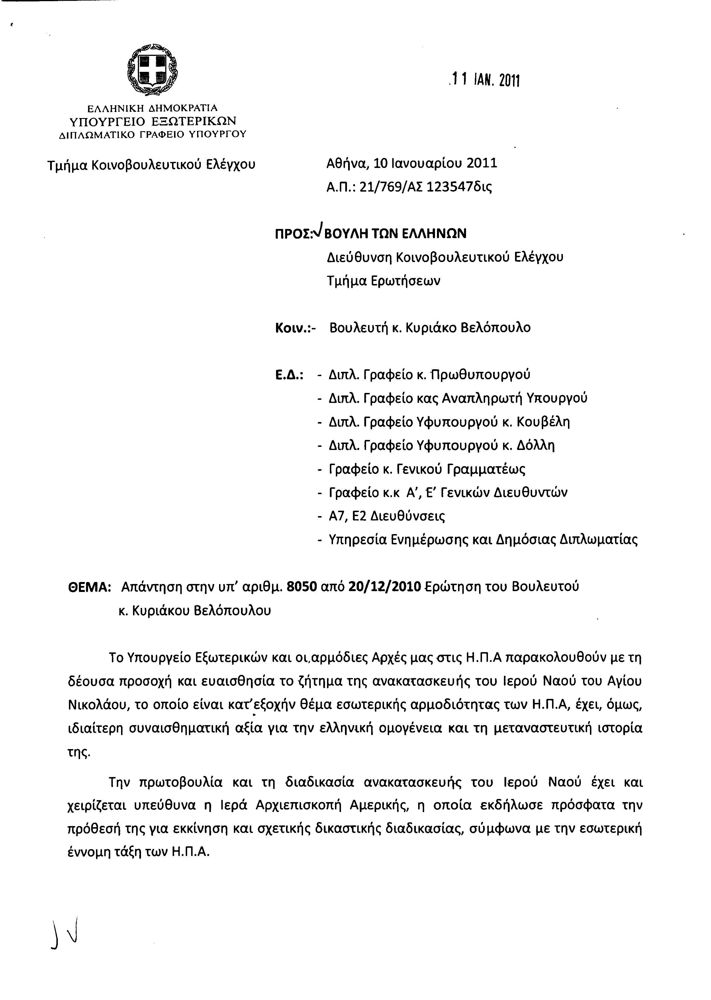 11 ΙΑΝ. 2011
ΕΛΛΗΝΙΚΗ ΔΗΜΟΚΡΑΤΙΑ
ΥΠΟΥΡΓΕΙΟ ΕΞΩΤΕΡΙΚΩΝ
ΔΙΠΛΩΜΑΤΙΚΟ ΓΡΑΦΕΙΟ ΥΠΟΥΡΓΟΥ
Τμήμα Κοινοβουλευτικού Ελέγχου
Αθήνα, 10 Ιανουαρίου 2011
Α.Π.: 21/769/ΑΣ 123547δις
ΠΡΟΣ:√ ΒΟΥΛΗ ΤΩΝ ΕΛΛΗΝΩΝ
Διεύθυνση Κοινοβουλευτικού Ελέγχου
Τμήμα Ερωτήσεων
Κοιν.:- Βουλευτή κ. Κυριάκο Βελόπουλο
Ε.Δ.: - Διπλ. Γραφείο κ. Πρωθυπουργού
- Διπλ. Γραφείο κας Αναπληρωτή Υπουργού
- Διπλ. Γραφείο Υφυπουργού κ. Κουβέλη
- Διπλ. Γραφείο Υφυπουργού κ. Δόλλη
- Γραφείο κ. Γενικού Γραμματέως
- Γραφείο κ.κ Α', Ε' Γενικών Διευθυντών
- Α7, Ε2 Διευθύνσεις
- Υπηρεσία Ενημέρωσης και Δημόσιας Διπλωματίας
ΘΕΜΑ: Απάντηση στην υπ' αριθμ. 8050 από 20/12/2010 Ερώτηση του Βουλευτού
κ. Κυριάκου Βελόπουλου
Το Υπουργείο Εξωτερικών και οι αρμόδιες Αρχές μας στις Η.Π.Α παρακολουθούν με τη
δέουσα προσοχή και ευαισθησία το ζήτημα της ανακατασκευής του Ιερού Ναού του Αγίου
Νικολάου, το οποίο είναι κατ'εξοχήν θέμα εσωτερικής αρμοδιότητας των Η.Π.Α, έχει, όμως,
ιδιαίτερη συναισθηματική αξία για την ελληνική ομογένεια και τη μεταναστευτική ιστορία
της.
Την πρωτοβουλία και τη διαδικασία ανακατασκευής του Ιερού Ναού έχει και
χειρίζεται υπεύθυνα η Ιερά Αρχιεπισκοπή Αμερικής, η οποία εκδήλωσε πρόσφατα την
πρόθεσή της για εκκίνηση και σχετικής δικαστικής διαδικασίας, σύμφωνα με την εσωτερική
έννομη τάξη των Η.Π.Α.